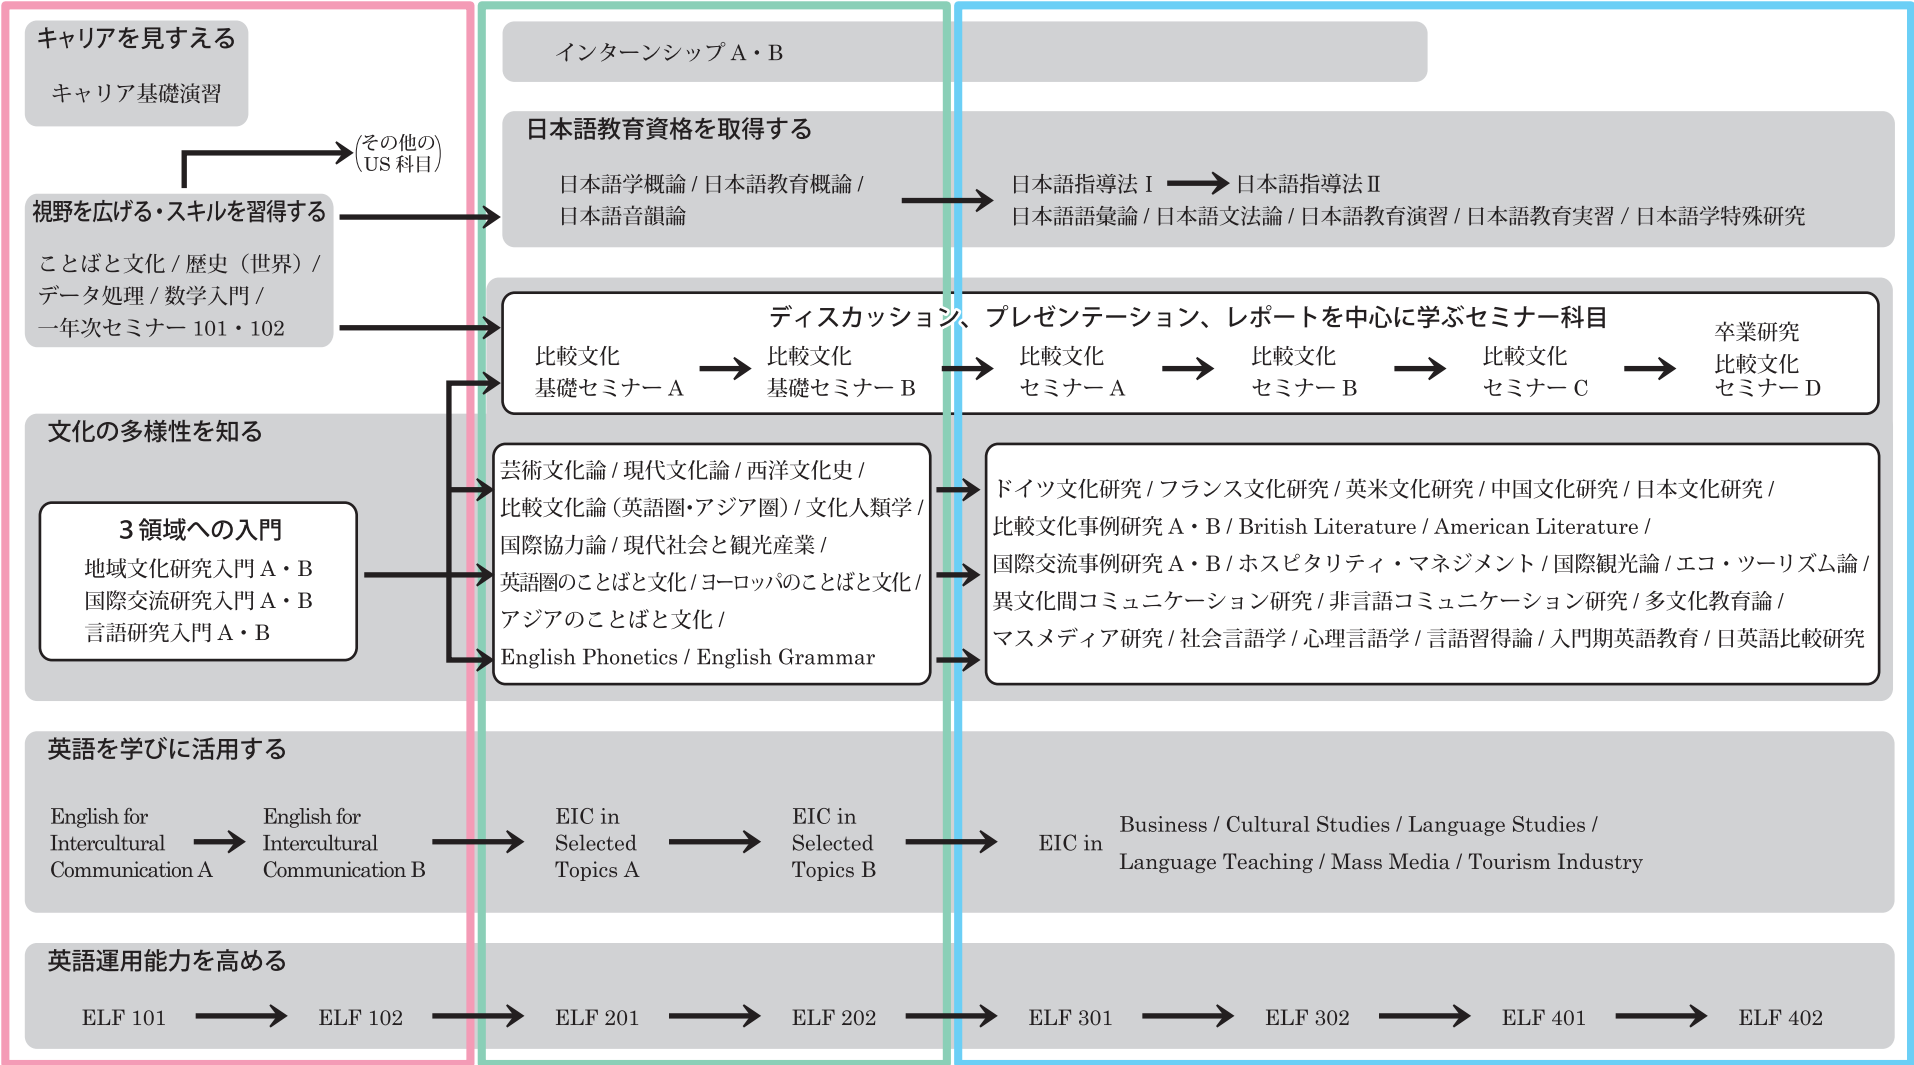 キャリアを見すえる
キャリア基礎演習
インターンシップ A・B
(その他の
US 科目)
視野を広げる・スキルを習得する
ことばと文化 / 歴史（世界）/
データ処理 / 数学入門 /
一年次セミナー 101・102
日本語教育資格を取得する
日本語学概論 / 日本語教育概論 /
日本語音韻論
日本語指導法 I → 日本語指導法 II
日本語語彙論 / 日本語文法論 / 日本語教育演習 / 日本語教育実習 / 日本語学特殊研究
ディスカッション、プレゼンテーション、レポートを中心に学ぶセミナー科目
比較文化
基礎セミナー A
比較文化
基礎セミナー B
比較文化
セミナー A
比較文化
セミナー B
比較文化
セミナー C
卒業研究
比較文化
セミナー D
文化の多様性を知る
3 領域への入門
地域文化研究入門 A・B
国際交流研究入門 A・B
言語研究入門 A・B
芸術文化論 / 現代文化論 / 西洋文化史 /
比較文化論（英語圏・アジア圏）/ 文化人類学 /
国際協力論 / 現代社会と観光産業 /
英語圏のことばと文化 / ヨーロッパのことばと文化 /
アジアのことばと文化 /
English Phonetics / English Grammar
ドイツ文化研究 / フランス文化研究 / 英米文化研究 / 中国文化研究 / 日本文化研究 /
比較文化事例研究 A・B / British Literature / American Literature /
国際交流事例研究 A・B / ホスピタリティ・マネジメント / 国際観光論 / エコ・ツーリズム論 /
異文化間コミュニケーション研究 / 非言語コミュニケーション研究 / 多文化教育論 /
マスメディア研究 / 社会言語学 / 心理言語学 / 言語習得論 / 入門期英語教育 / 日英語比較研究
英語を学びに活用する
English for
Intercultural
Communication A
English for
Intercultural
Communication B
EIC in
Selected
Topics A
EIC in
Selected
Topics B
EIC in
Business / Cultural Studies / Language Studies /
Language Teaching / Mass Media / Tourism Industry
英語運用能力を高める
ELF 101
ELF 102
ELF 201
ELF 202
ELF 301
ELF 302
ELF 401
ELF 402